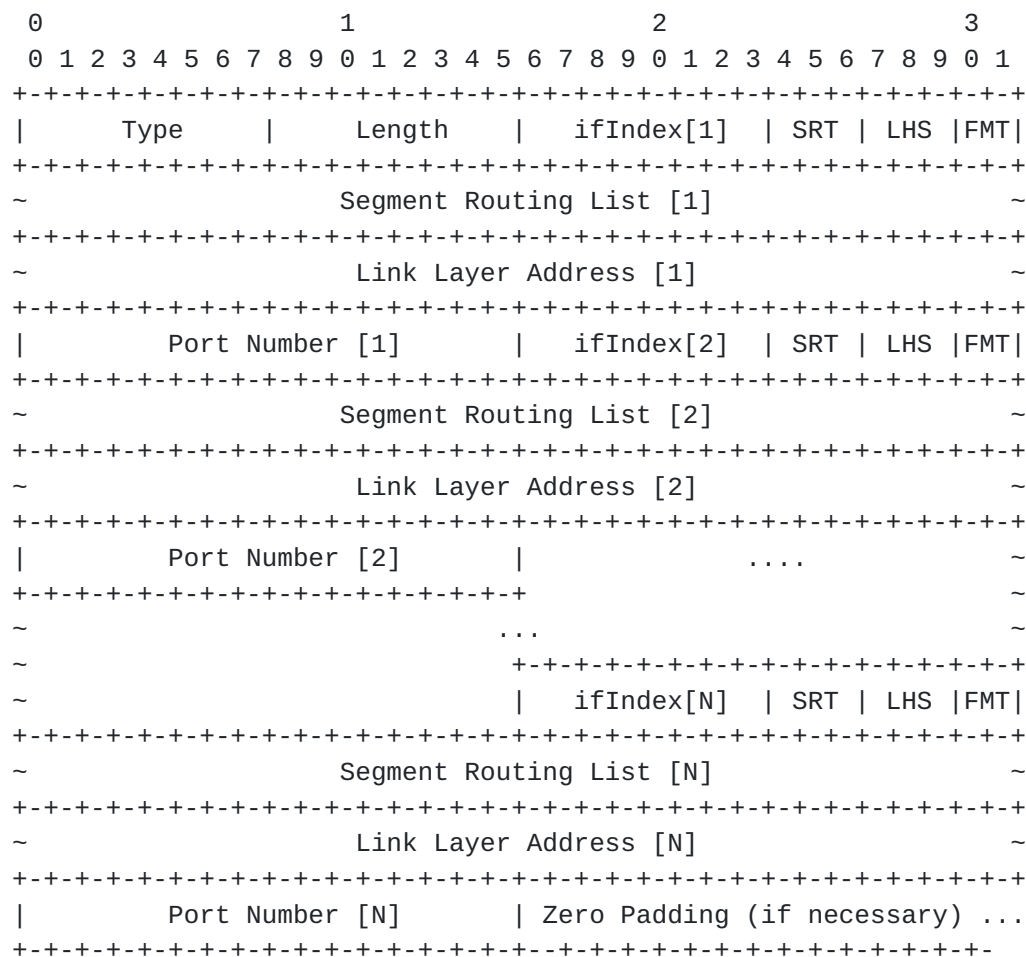 0                   1                   2                   3
 0 1 2 3 4 5 6 7 8 9 0 1 2 3 4 5 6 7 8 9 0 1 2 3 4 5 6 7 8 9 0 1
+-+-+-+-+-+-+-+-+-+-+-+-+-+-+-+-+-+-+-+-+-+-+-+-+-+-+-+-+-+-+-+-+
|      Type     |     Length    |   ifIndex[1]  | SRT | LHS |FMT|
+-+-+-+-+-+-+-+-+-+-+-+-+-+-+-+-+-+-+-+-+-+-+-+-+-+-+-+-+-+-+-+-+
~                    Segment Routing List [1]                   ~
+-+-+-+-+-+-+-+-+-+-+-+-+-+-+-+-+-+-+-+-+-+-+-+-+-+-+-+-+-+-+-+-+
~                     Link Layer Address [1]                    ~
+-+-+-+-+-+-+-+-+-+-+-+-+-+-+-+-+-+-+-+-+-+-+-+-+-+-+-+-+-+-+-+-+
|         Port Number [1]       |   ifIndex[2]  | SRT | LHS |FMT|
+-+-+-+-+-+-+-+-+-+-+-+-+-+-+-+-+-+-+-+-+-+-+-+-+-+-+-+-+-+-+-+-+
~                    Segment Routing List [2]                   ~
+-+-+-+-+-+-+-+-+-+-+-+-+-+-+-+-+-+-+-+-+-+-+-+-+-+-+-+-+-+-+-+-+
~                     Link Layer Address [2]                    ~
+-+-+-+-+-+-+-+-+-+-+-+-+-+-+-+-+-+-+-+-+-+-+-+-+-+-+-+-+-+-+-+-+
|         Port Number [2]       |              ....             ~
+-+-+-+-+-+-+-+-+-+-+-+-+-+-+-+-+                               ~
~                              ...                              ~
~                               +-+-+-+-+-+-+-+-+-+-+-+-+-+-+-+-+
~                               |   ifIndex[N]  | SRT | LHS |FMT|
+-+-+-+-+-+-+-+-+-+-+-+-+-+-+-+-+-+-+-+-+-+-+-+-+-+-+-+-+-+-+-+-+
~                    Segment Routing List [N]                   ~
+-+-+-+-+-+-+-+-+-+-+-+-+-+-+-+-+-+-+-+-+-+-+-+-+-+-+-+-+-+-+-+-+
~                     Link Layer Address [N]                    ~
+-+-+-+-+-+-+-+-+-+-+-+-+-+-+-+-+-+-+-+-+-+-+-+-+-+-+-+-+-+-+-+-+
|         Port Number [N]       | Zero Padding (if necessary) ...
+-+-+-+-+-+-+-+-+-+-+-+-+-+-+-+-+--+-+-+-+-+-+-+-+-+-+-+-+-+-+-